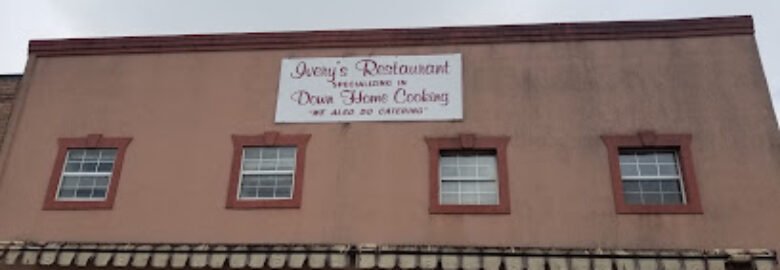 Ivery's Restaurant
SPECIALIZING IN
Down Home Cooking
"WE ALSO DO CATERING"